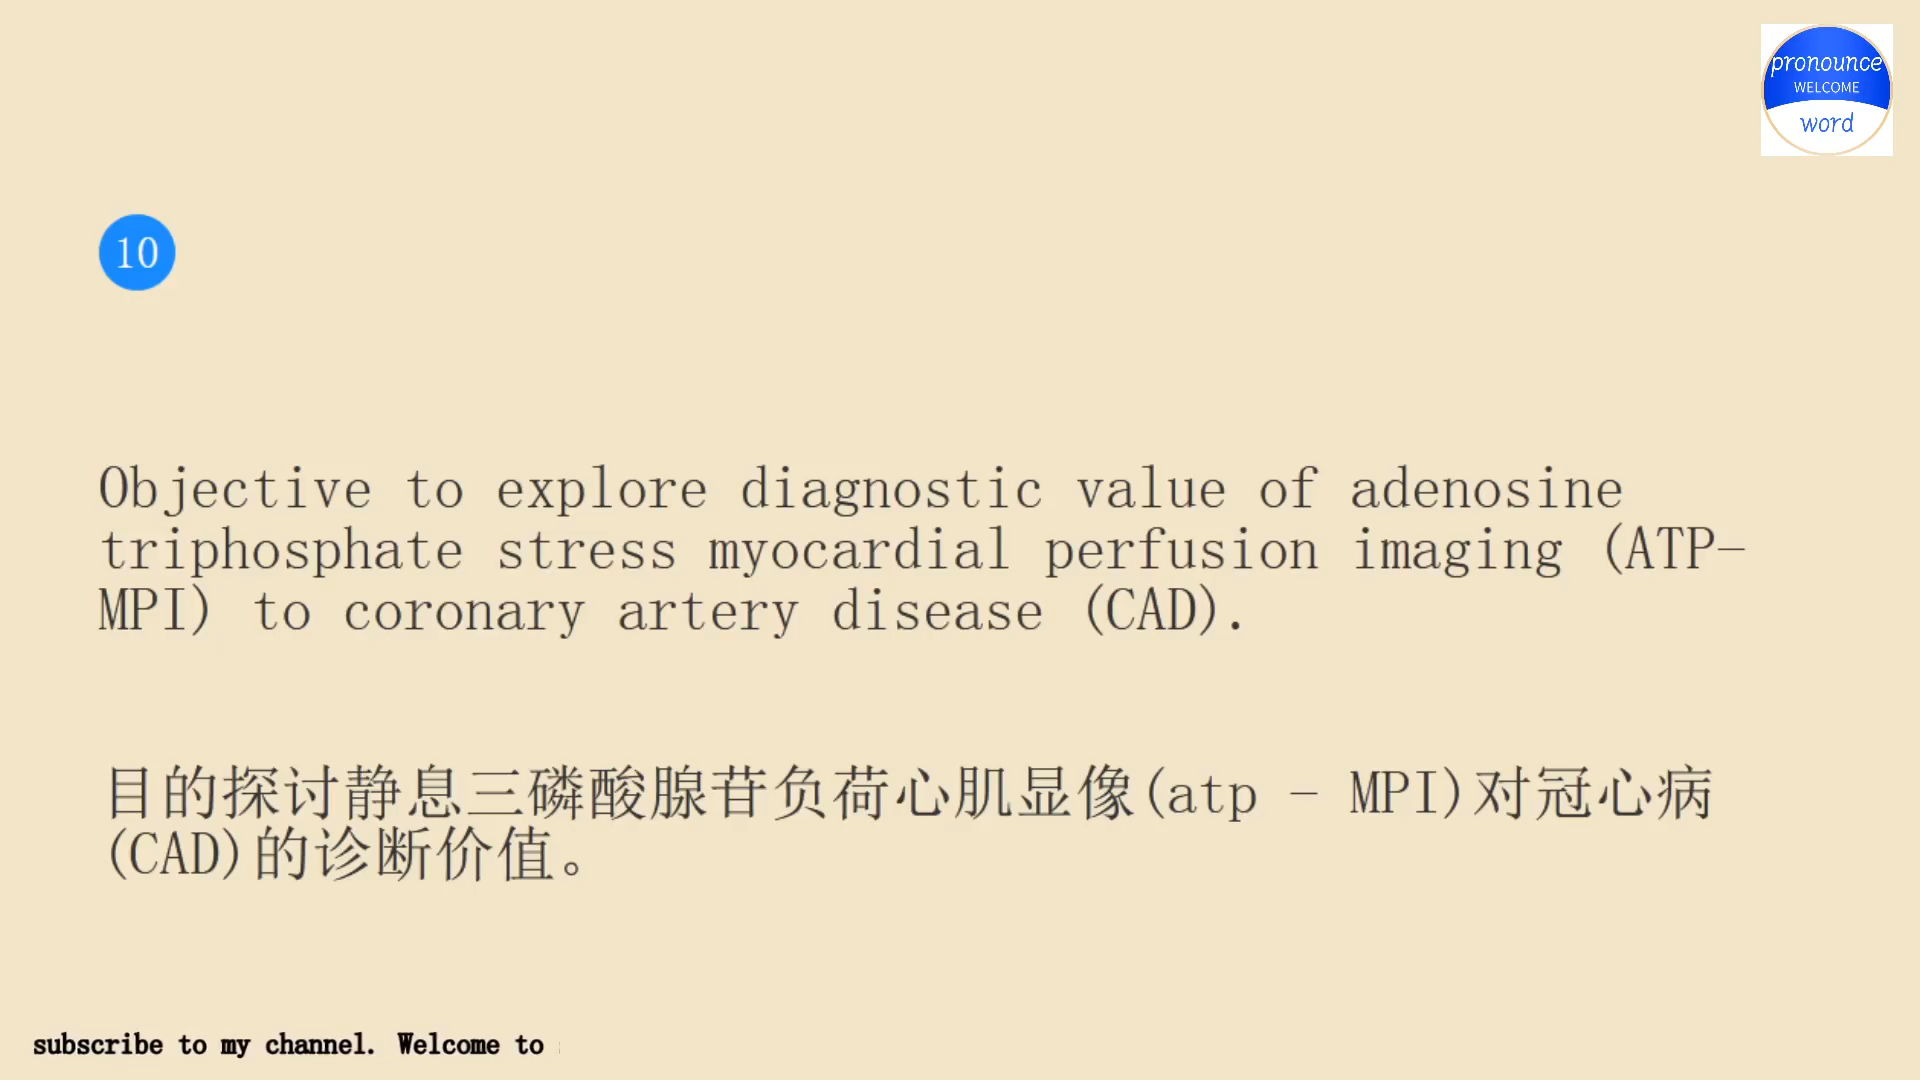 pronounce
WELCOME
word
10
Objective to explore diagnostic value of adenosine
triphosphate stress myocardial perfusion imaging (ATP-
MPI) to coronary artery disease (CAD).
目的探讨静息三磷酸腺苷负荷心肌显像(atp - MPI)对冠心病
(CAD)的诊断价值。
subscribe to my channel. Welcome to